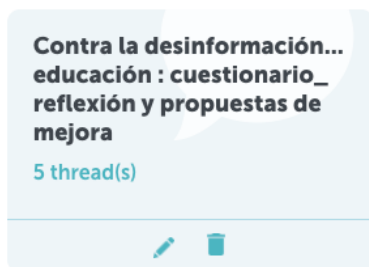 Contra la desinformación...
educación : cuestionario_
reflexión y propuestas de
mejora
5 thread(s)